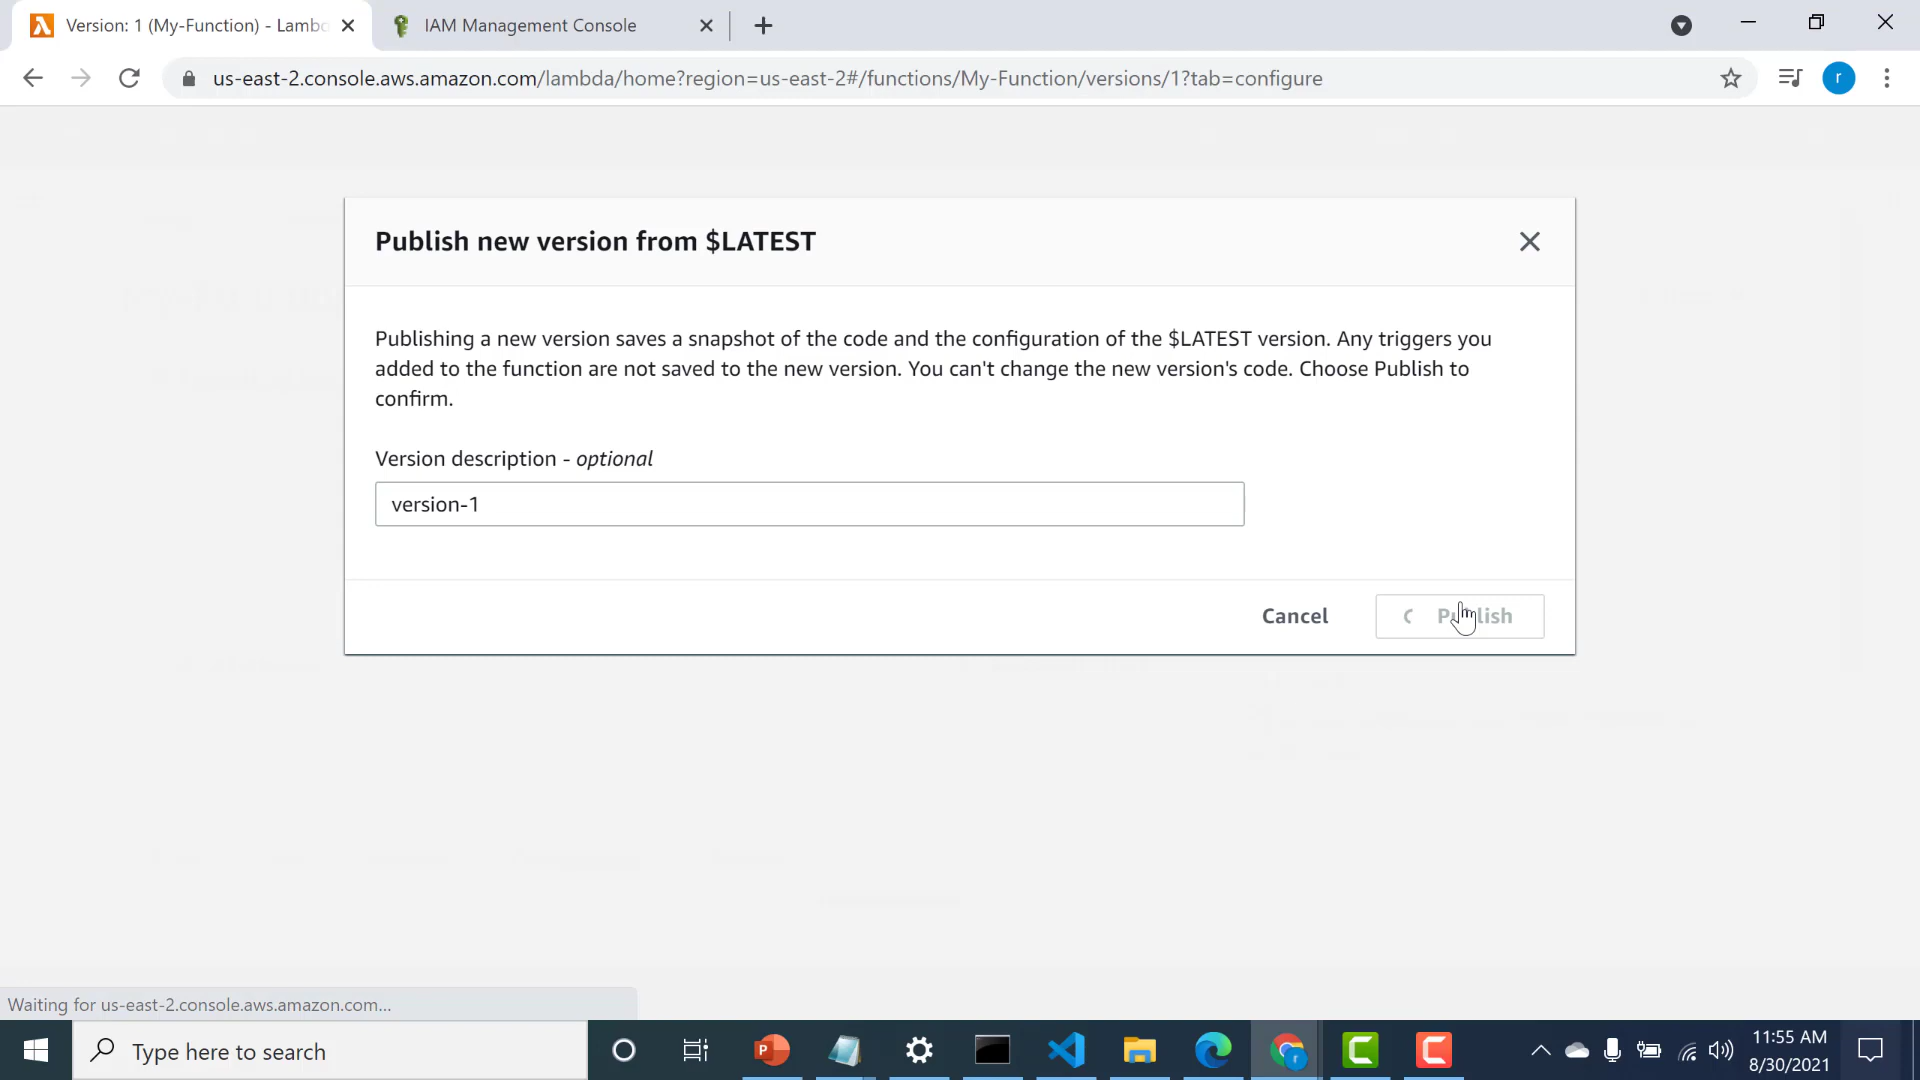 Version: 1 (My-Function) - Lambd
IAM Management Console
us-east-2.console.aws.amazon.com/lambda/home?region=us-east-2#/functions/My-Function/versions/1?tab=configure
r
Publish new version from $LATEST
Publishing a new version saves a snapshot of the code and the configuration of the $LATEST version. Any triggers you
added to the function are not saved to the new version. You can't change the new version's code. Choose Publish to
confirm.
Version description - optional
version-1
Cancel
Publish
Waiting for us-east-2.console.aws.amazon.com...
Type here to search
P
r
11:55 AM
8/30/2021